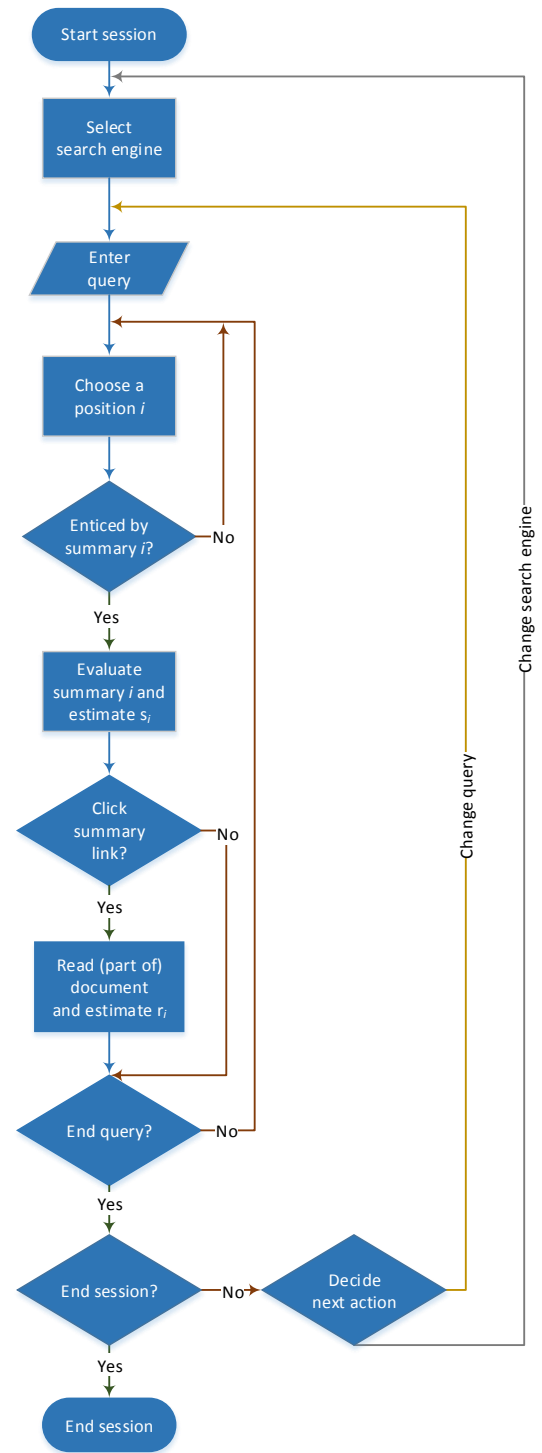 Start session
Select
search engine
Enter
query
Choose a
position i
Enticed by
summary i?
No
Yes
Evaluate
summary i and
estimate sᵢ
Click
summary
link?
No
Yes
Read (part of)
document
and estimate rᵢ
End query?
No
Yes
End session?
No
Decide
next action
Change query
Change search engine
Yes
End session